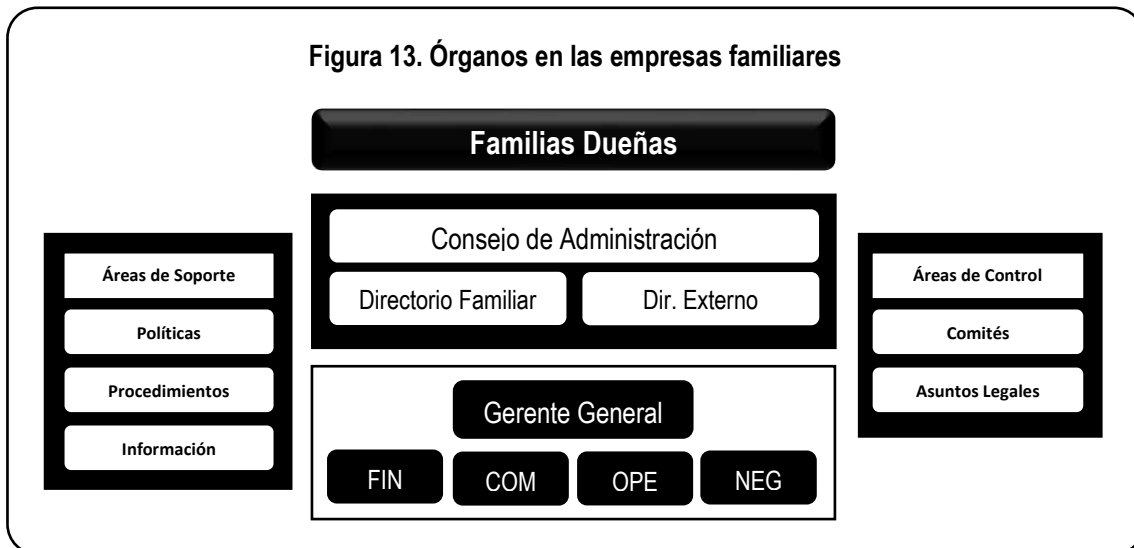 Figura 13. Órganos en las empresas familiares
Familias Dueñas
Consejo de Administración
Directorio Familiar
Dir. Externo
Áreas de Soporte
Políticas
Procedimientos
Información
Áreas de Control
Comités
Asuntos Legales
Gerente General
FIN
COM
OPE
NEG